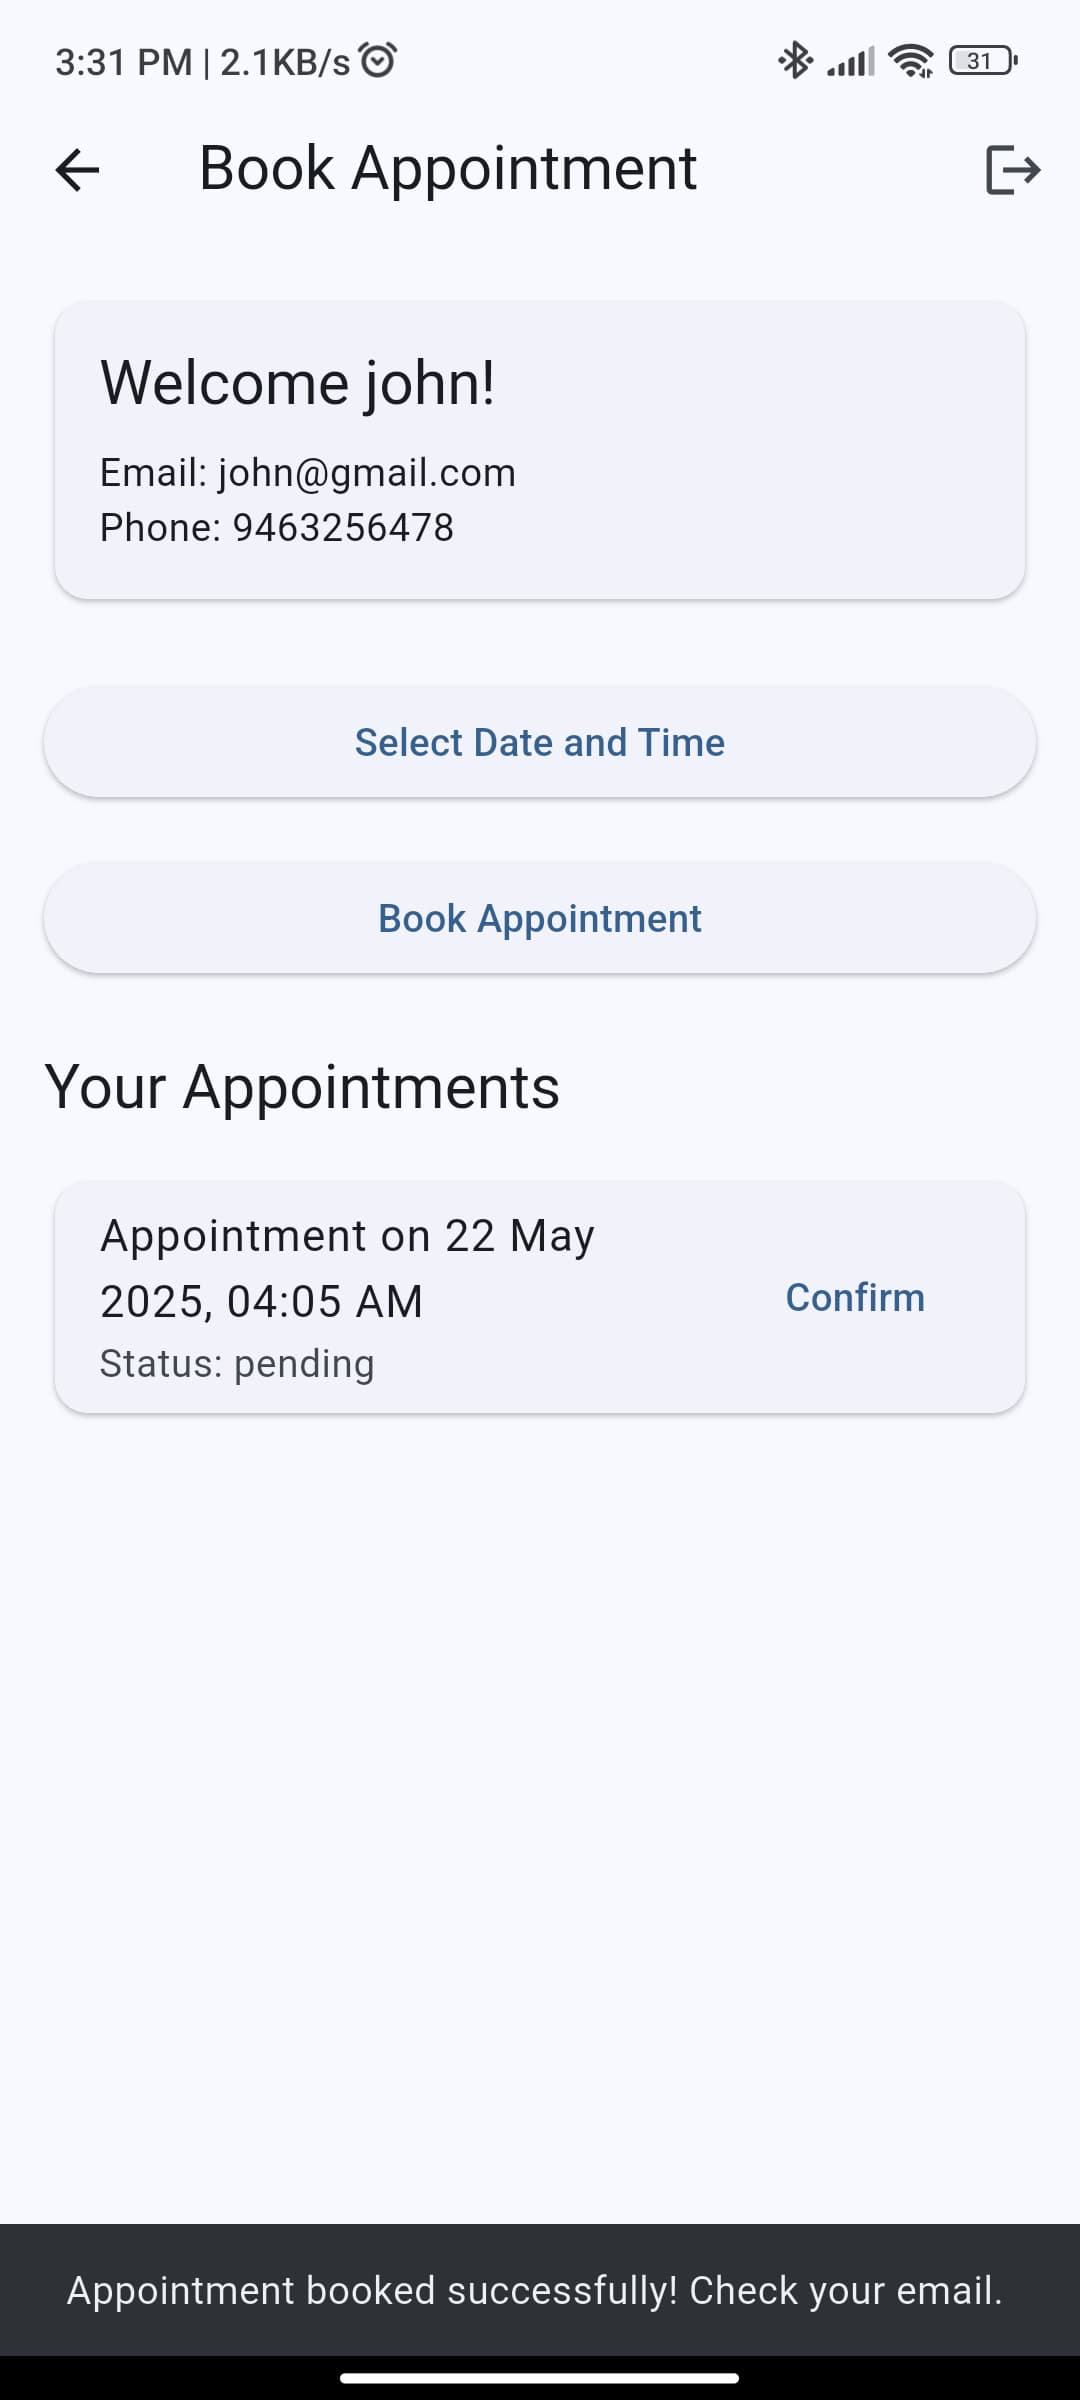 3:31 PM | 2.1KB/s
31
Book Appointment
Welcome john!
Email: john@gmail.com
Phone: 9463256478
Select Date and Time
Book Appointment
Your Appointments
Appointment on 22 May
2025, 04:05 AM
Confirm
Status: pending
Appointment booked successfully! Check your email.